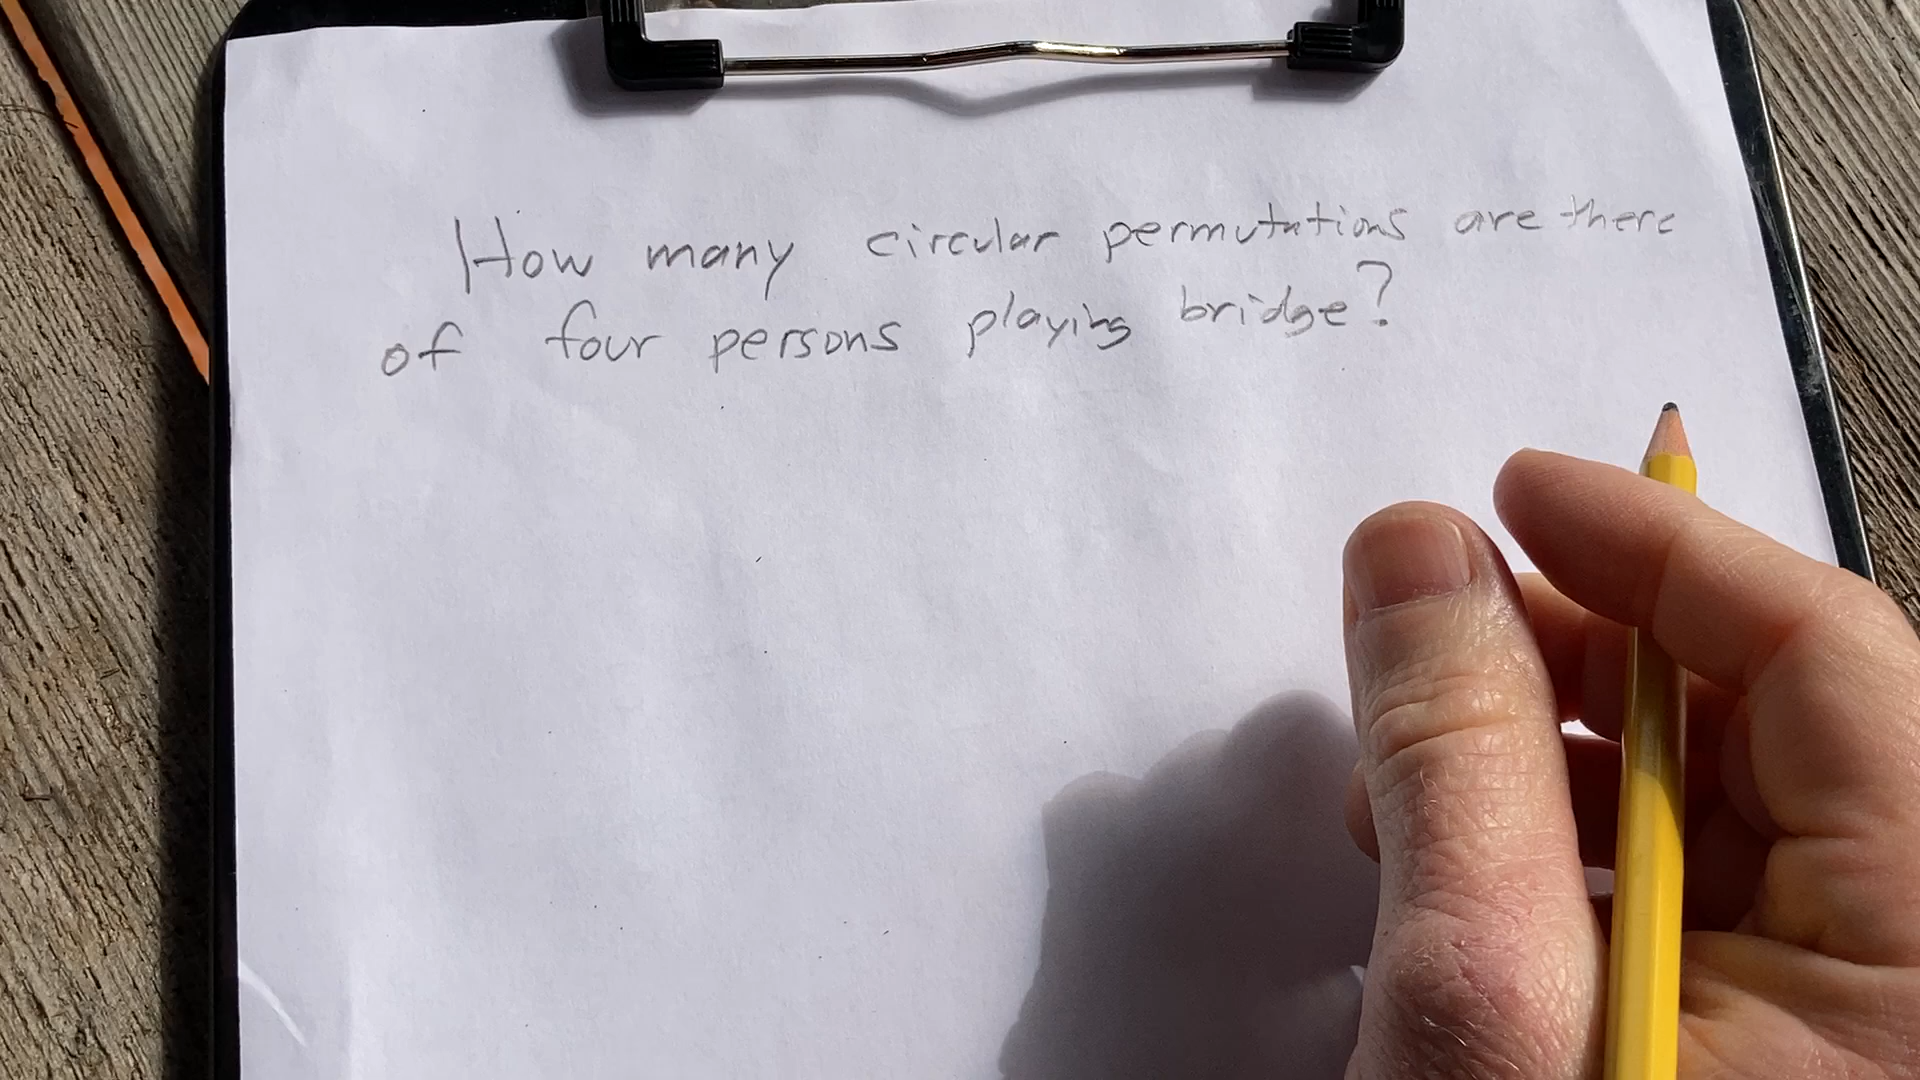 How many circular permutations are there
of four persons playing bridge?